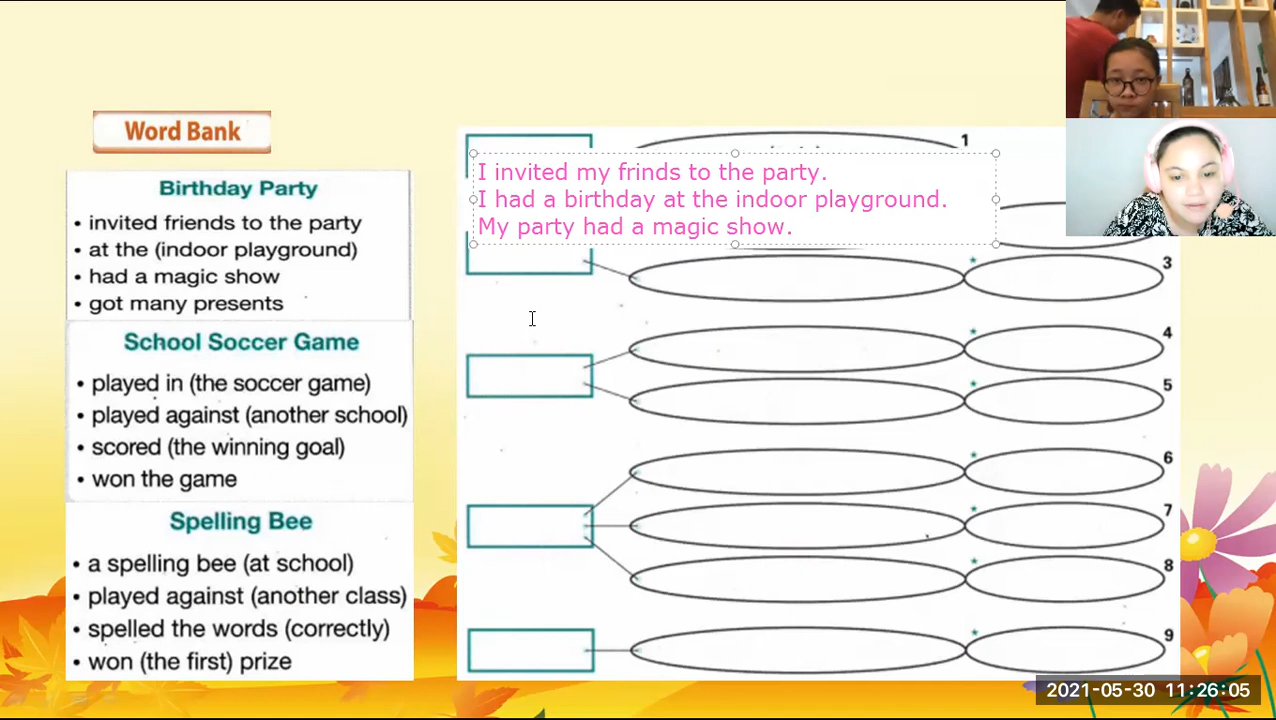 Word Bank
Birthday Party
• invited friends to the party
• at the (indoor playground)
• had a magic show
• got many presents
School Soccer Game
• played in (the soccer game)
• played against (another school)
• scored (the winning goal)
• won the game
Spelling Bee
• a spelling bee (at school)
• played against (another class)
• spelled the words (correctly)
• won (the first) prize
I invited my frinds to the party.
I had a birthday at the indoor playground.
My party had a magic show.
1
3
4
5
6
7
8
9
2021-05-30 11:26:05